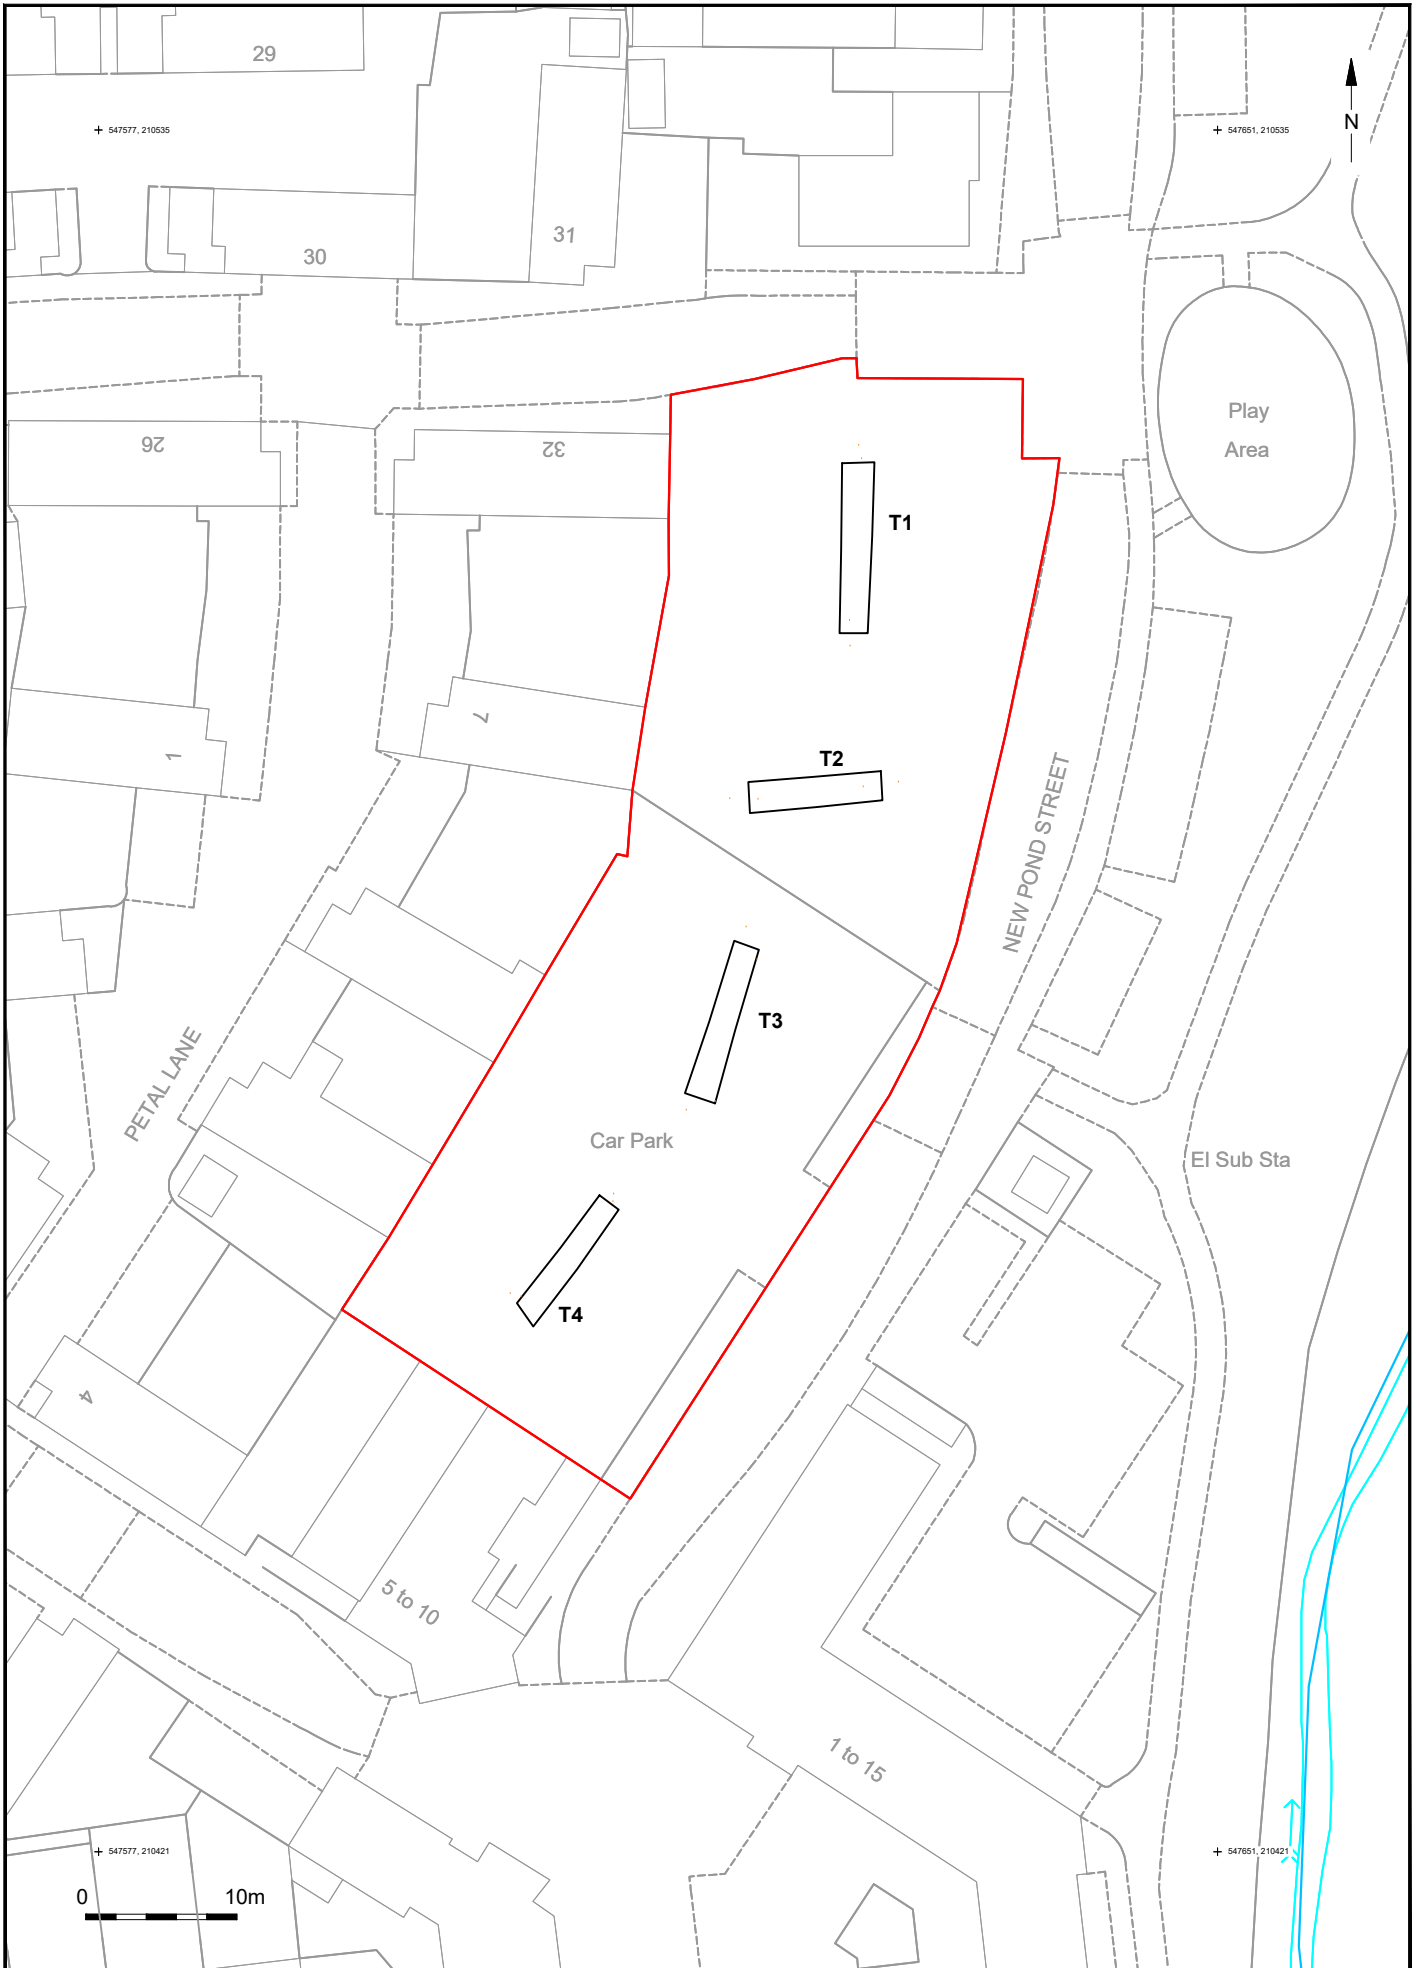 29
547577, 210535
547651, 210535
N
31
30
Play
Area
26
32
T1
7
1
T2
NEW POND STREET
T3
PETAL LANE
Car Park
El Sub Sta
T4
4
5 to 10
1 to 15
547577, 210421
547651, 210421
0 10m